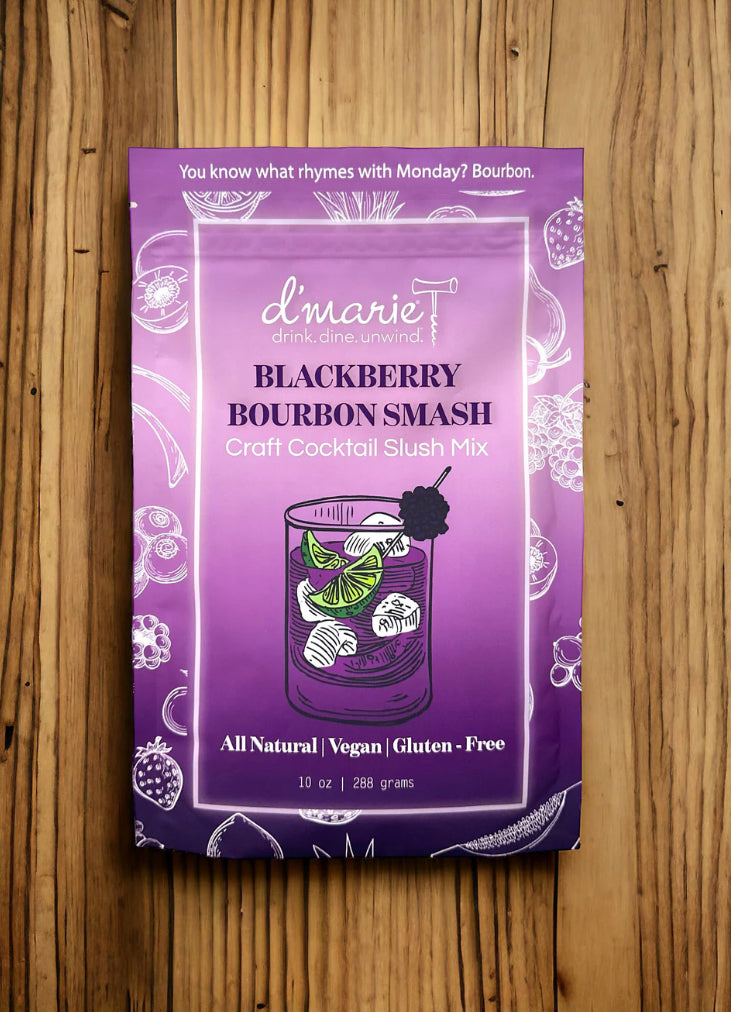 You know what rhymes with Monday? Bourbon.
d'marie
drink. dine. unwind.
BLACKBERRY
BOURBON SMASH
Craft Cocktail Slush Mix
All Natural | Vegan | Gluten - Free
10 oz | 288 grams